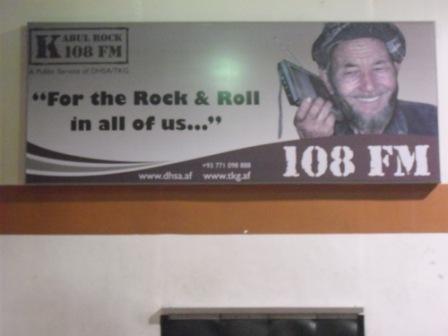 KABUL ROCK
108 FM
A Public Service of DHSA/TKG
“For the Rock & Roll
in all of us...”
108 FM
+93 771 098 888
www.dhsa.af www.tkg.af